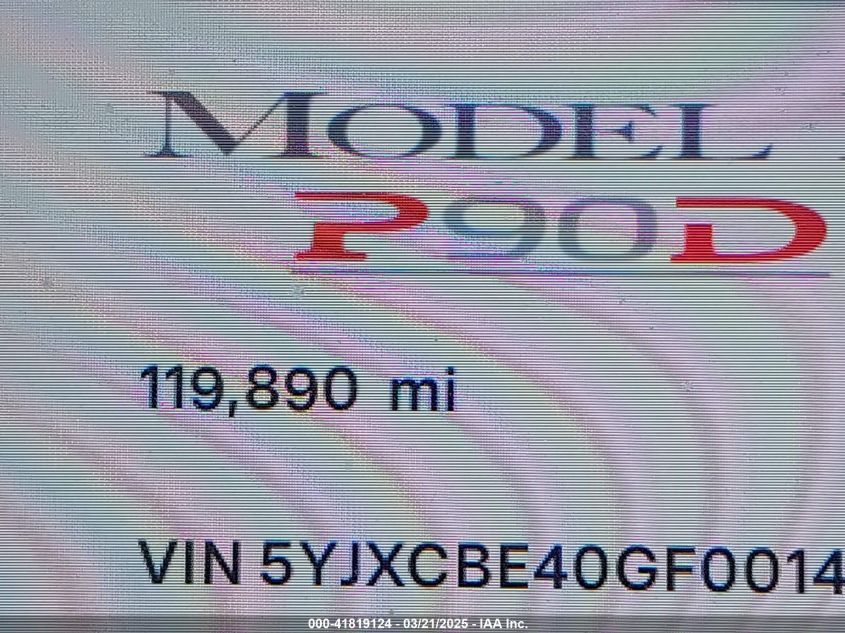 MODEL
P90D
119,890 mi
VIN 5YJXCBE40GF0014
000-41819124 - 03/21/2025 - IAA Inc.